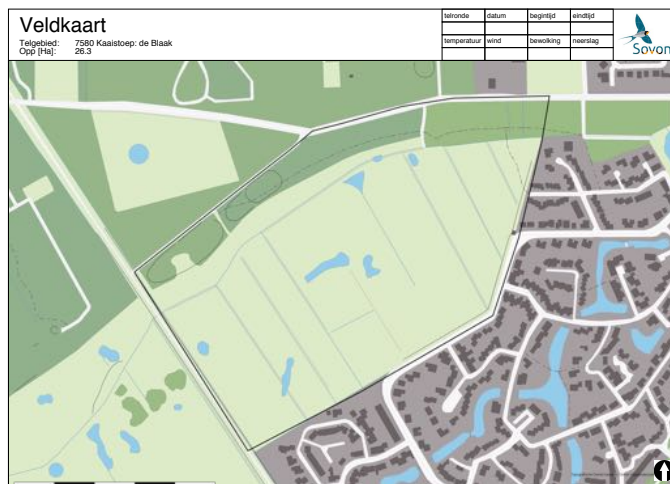 Veldkaart
Telgebied: 7580 Kaaistoep: de Blaak
Opp [Ha]: 26.3
telronde datum begintijd eindtijd
temperatuur wind bewolking neerslag
Sovon